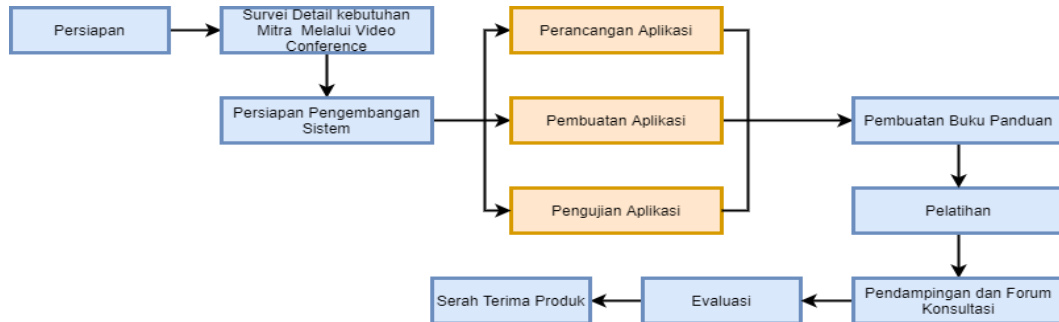 Persiapan
Survei Detail kebutuhan
Mitra Melalui Video
Conference
Persiapan Pengembangan
Sistem
Perancangan Aplikasi
Pembuatan Aplikasi
Pengujian Aplikasi
Pembuatan Buku Panduan
Pelatihan
Pendampingan dan Forum
Konsultasi
Evaluasi
Serah Terima Produk